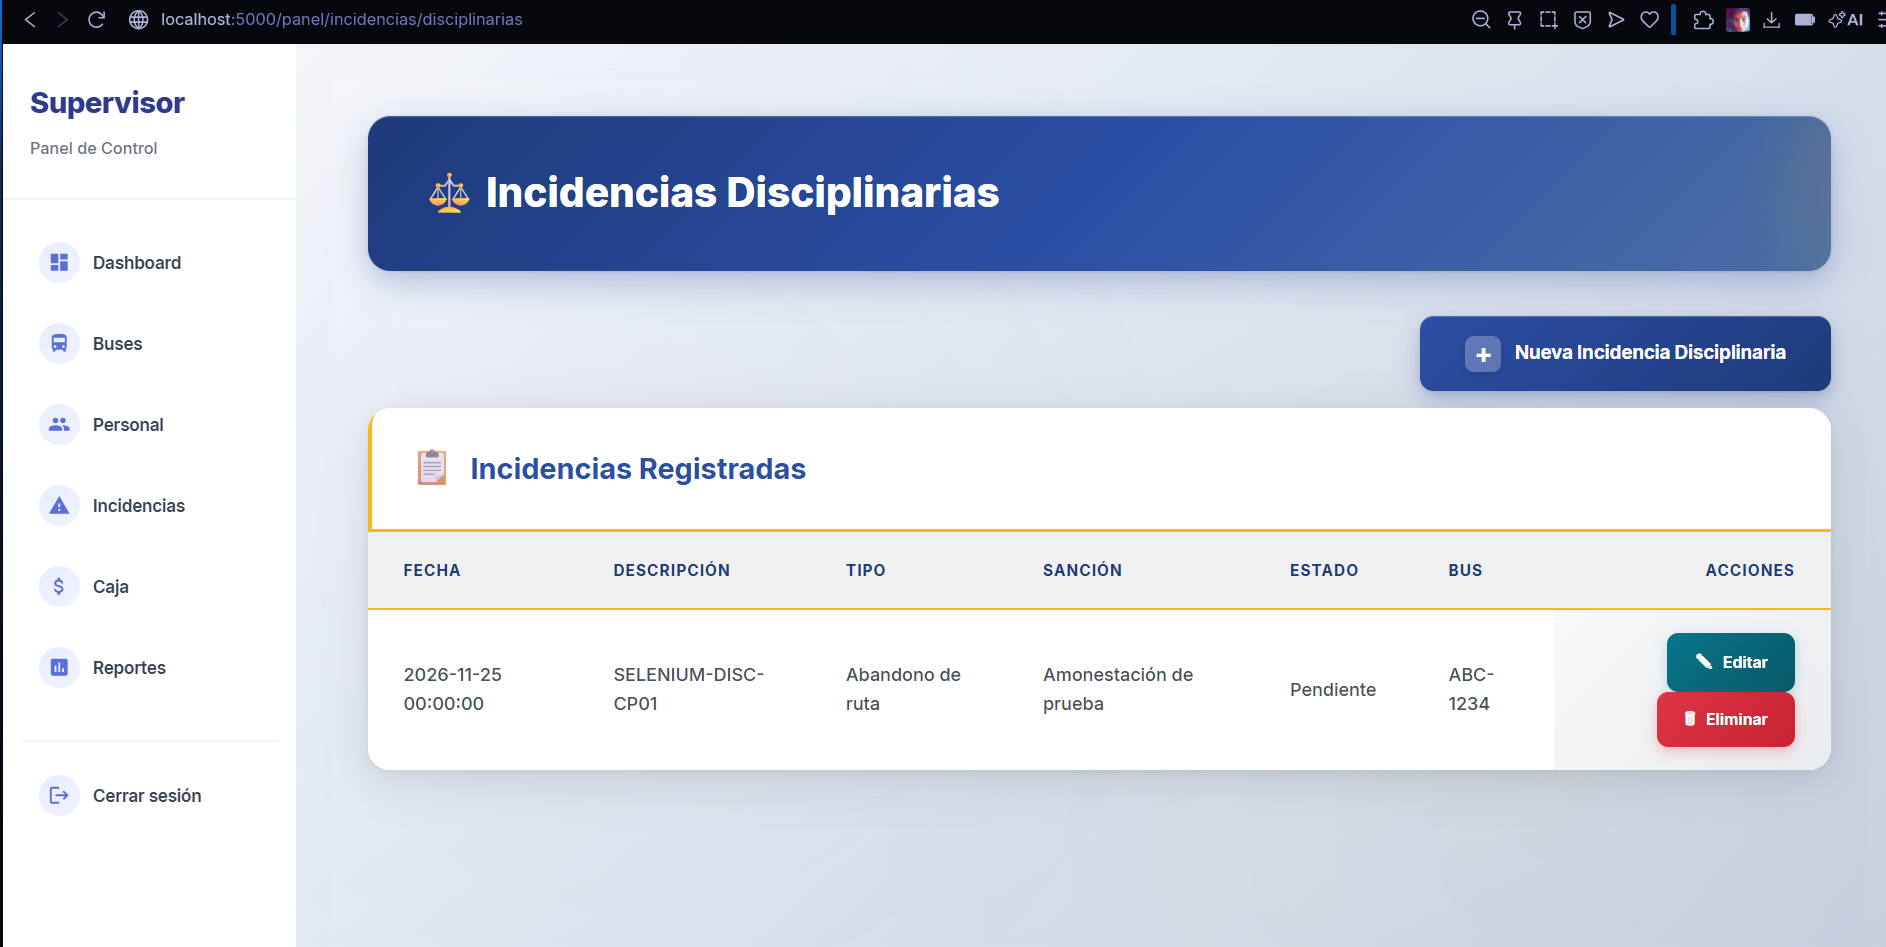 localhost:5000/panel/incidencias/disciplinarias
AI
Supervisor
Panel de Control
Dashboard
Buses
Personal
Incidencias
Caja
Reportes
Cerrar sesión
Incidencias Disciplinarias
+ Nueva Incidencia Disciplinaria
Incidencias Registradas
FECHA DESCRIPCIÓN TIPO SANCIÓN ESTADO BUS ACCIONES
2026-11-25 SELENIUM-DISC- Abandono de Amonestación de Pendiente ABC- Editar
00:00:00 CP01 ruta prueba 1234 Eliminar